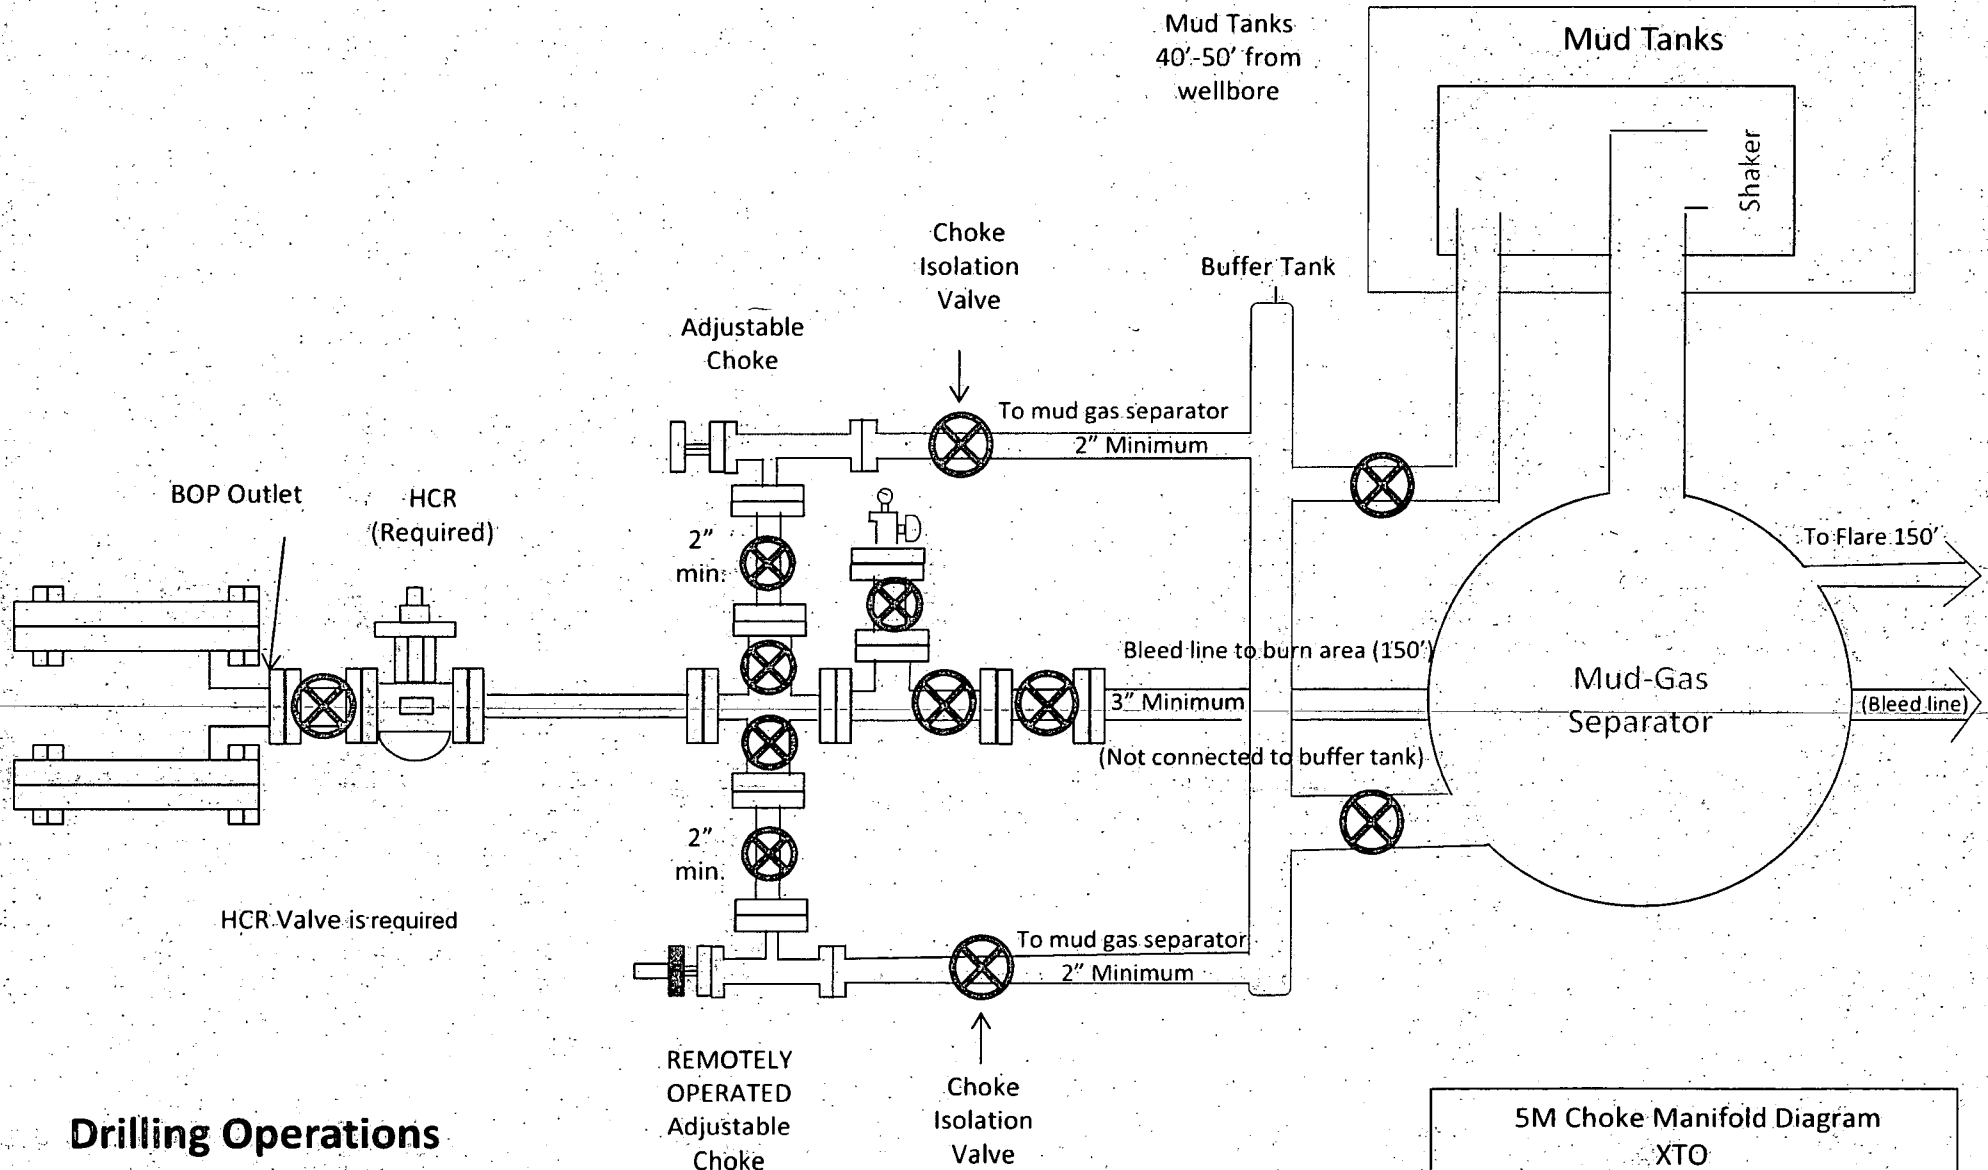 Mud Tanks
40'-50' from
wellbore
Mud Tanks
Shaker
Choke
Isolation
Valve
Buffer Tank
Adjustable
Choke
To mud gas separator
2" Minimum
BOP Outlet
HCR
(Required)
2"
min.
To Flare 150'
Bleed line to burn area (150')
3" Minimum
(Not connected to buffer tank)
Mud-Gas
Separator
(Bleed line)
2"
min.
HCR Valve is required
To mud gas separator
2" Minimum
REMOTELY
OPERATED
Adjustable
Choke
Choke
Isolation
Valve
Drilling Operations
5M Choke Manifold Diagram
XTO